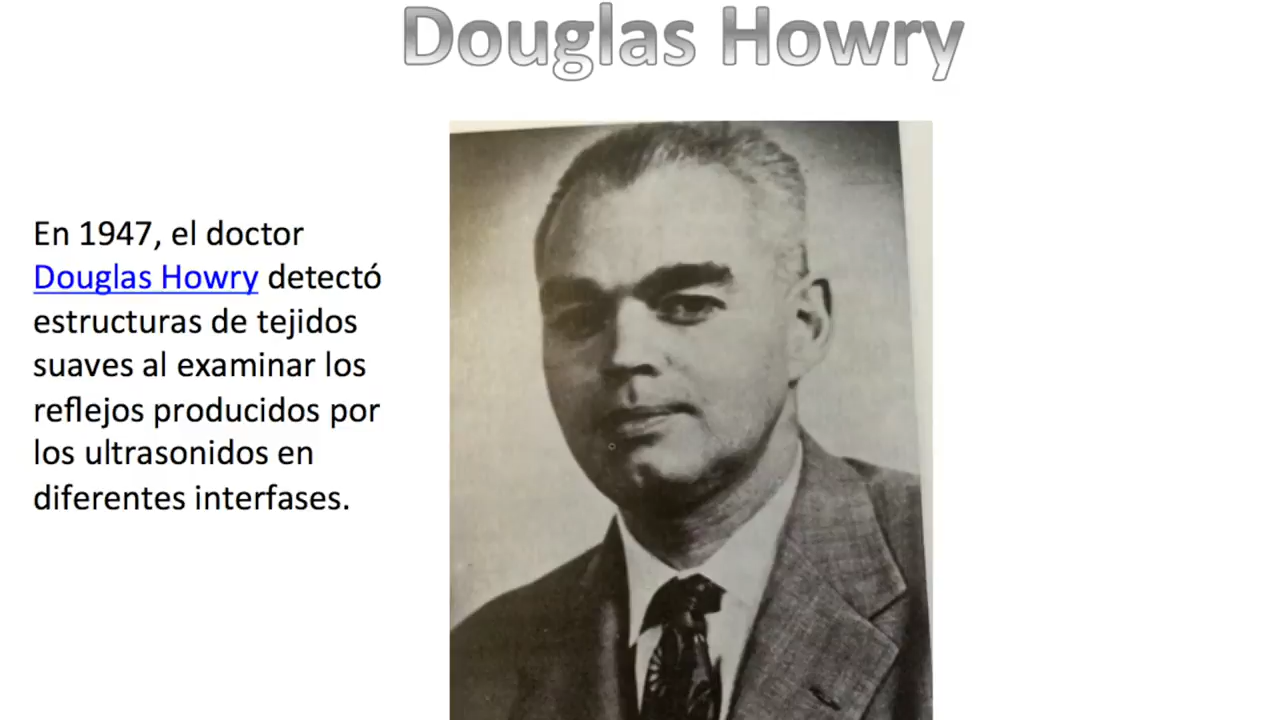 Douglas Howry
En 1947, el doctor
Douglas Howry detectó
estructuras de tejidos
suaves al examinar los
reflejos producidos por
los ultrasonidos en
diferentes interfases.